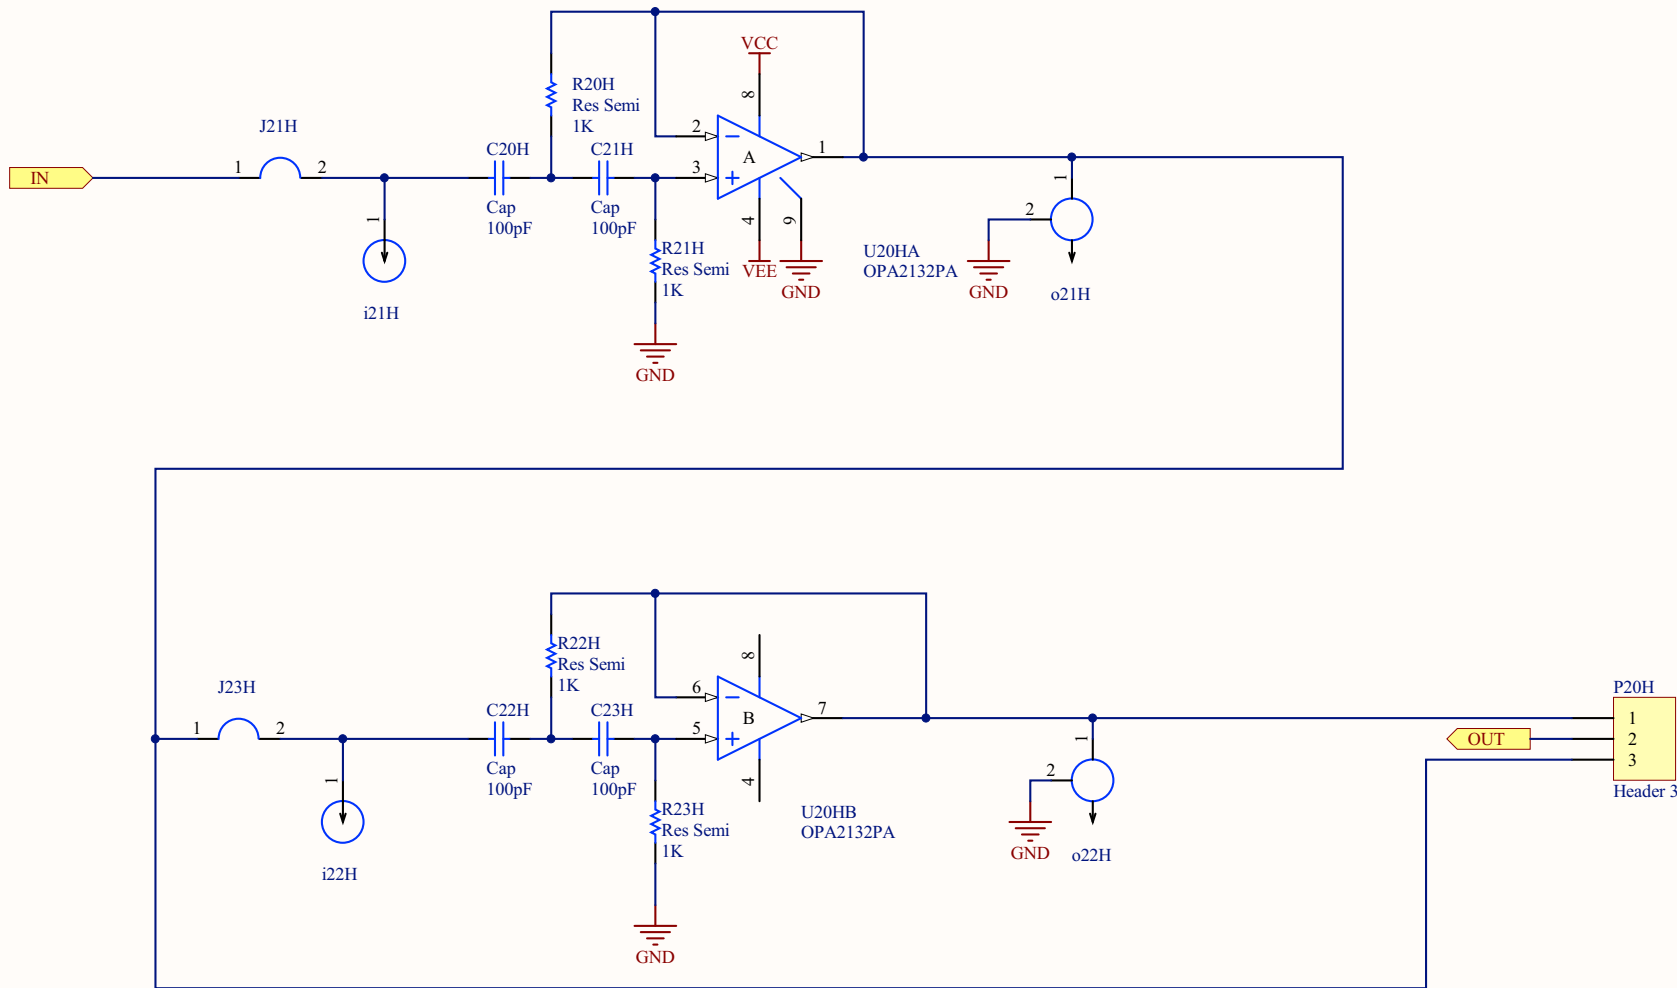 VCC
8
R20H
Res Semi
1K
J21H
2
1
C20H
C21H
A
IN
1
2
3
1
Cap
100pF
Cap
100pF
4
9
2
1
R21H
Res Semi
1K
VEE
GND
U20HA
OPA2132PA
GND
o21H
i21H
GND
R22H
Res Semi
1K
8
J23H
6
P20H
C22H
C23H
B
7
1
1
2
5
OUT
2
1
3
Cap
100pF
Cap
100pF
4
2
1
Header 3
R23H
Res Semi
1K
U20HB
OPA2132PA
GND
o22H
i22H
GND